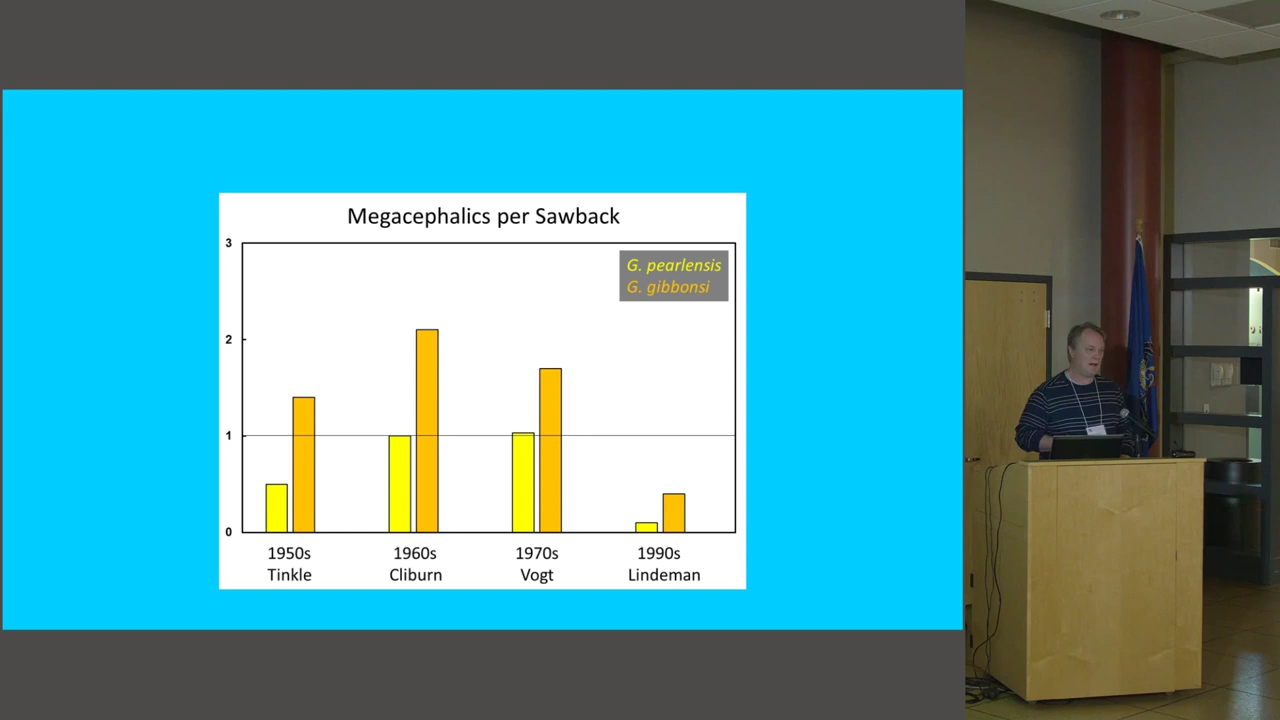 Megacephalics per Sawback
3
G. pearlensis
G. gibbonsi
2
1
0
1950s 1960s 1970s 1990s
Tinkle Cliburn Vogt Lindeman